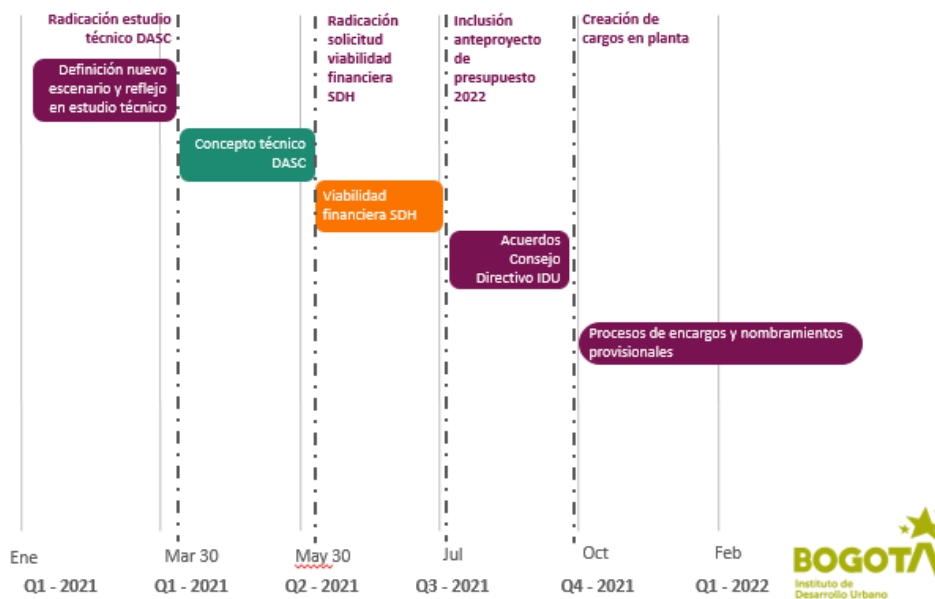 Radicación estudio
técnico DASC
Radicación
solicitud
viabilidad
financiera
SDH
Inclusión
anteproyecto
de
presupuesto
2022
Creación de
cargos en planta
Definición nuevo
escenario y reflejo
en estudio técnico
Concepto técnico
DASC
Viabilidad
financiera SDH
Acuerdos
Consejo
Directivo IDU
Procesos de encargos y nombramientos
provisionales
Ene
Mar 30
May 30
Jul
Oct
Feb
Q1 - 2021
Q1 - 2021
Q2 - 2021
Q3 - 2021
Q4 - 2021
Q1 - 2022
BOGOTÁ
Instituto de
Desarrollo Urbano